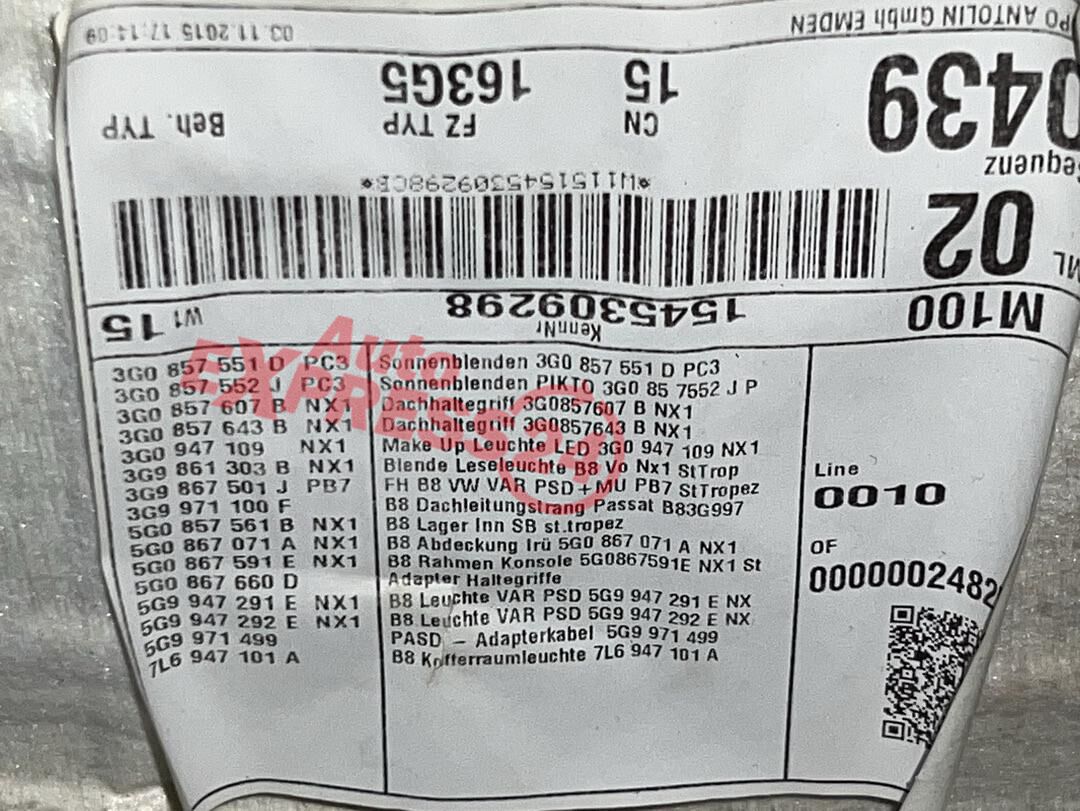 PO ANTOLIN Gmbh EMDEN 03.11.2015 17:14:09
0439 15 163G5
CN FZ TYP Beh. TYP
equenz
*W1151545309298CB*
02
ML
M100 1545309298 W1 15
KennNr
3G0 857 551 D PC3 Sonnenblenden 3G0 857 551 D PC3
3G0 857 552 J PC3 Sonnenblenden PIKTO 3G0 85 7552 J P
3G0 857 607 B NX1 Dachhaltegriff 3G0857607 B NX1
3G0 857 643 B NX1 Dachhaltegriff 3G0857643 B NX1
3G0 947 109 NX1 Make Up Leuchte LED 3G0 947 109 NX1
3G9 861 303 B NX1 Blende Leseleuchte B8 Vo Nx1 StTrop
3G9 867 501 J PB7 FH B8 VW VAR PSD+MU PB7 StTropez
3G9 971 100 F B8 Dachleitungstrang Passat B83G997
5G0 857 561 B NX1 B8 Lager Inn SB st.tropez
5G0 867 071 A NX1 B8 Abdeckung Irü 5G0 867 071 A NX1
5G0 867 591 E NX1 B8 Rahmen Konsole 5G0867591E NX1 St
5G0 867 660 D Adapter Haltegriffe
5G9 947 291 E NX1 B8 Leuchte VAR PSD 5G9 947 291 E NX
5G9 947 292 E NX1 B8 Leuchte VAR PSD 5G9 947 292 E NX
5G9 971 499 PASD - Adapterkabel 5G9 971 499
7L6 947 101 A B8 Kofferraumleuchte 7L6 947 101 A
Line
0010
OF
0000002482
Auto
EXPRESS24